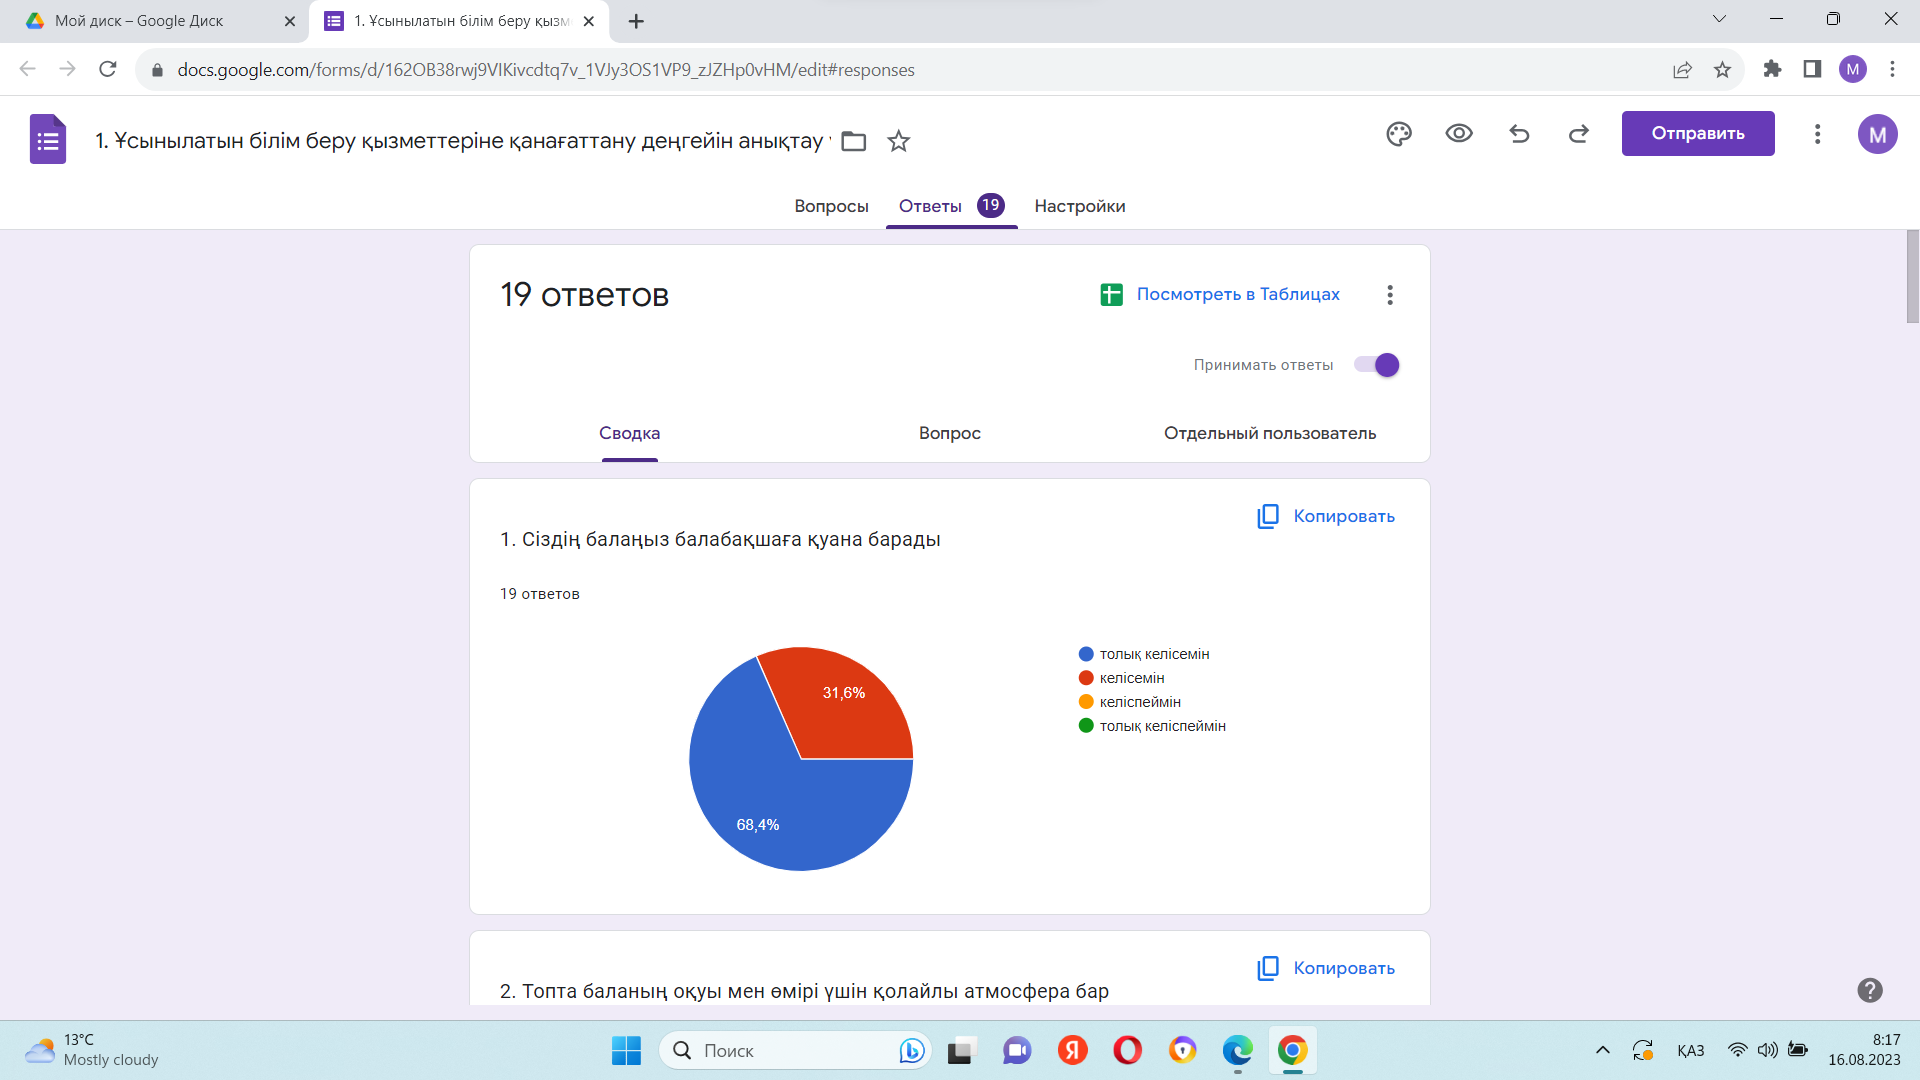 Мой диск – Google Диск
1. Ұсынылатын білім беру қызм
docs.google.com/forms/d/162OB38rwj9VIKivcdtq7v_1VJy3OS1VP9_zJZHp0vHM/edit#responses
M
1. Ұсынылатын білім беру қызметтеріне қанағаттану деңгейін анықтау
Отправить
M
Вопросы
Ответы 19
Настройки
19 ответов
Посмотреть в Таблицах
Принимать ответы
Сводка
Вопрос
Отдельный пользователь
Копировать
1. Сіздің балаңыз балабақшаға қуана барады
19 ответов
толық келісемін
келісемін
келіспеймін
толық келіспеймін
31,6%
68,4%
Копировать
2. Топта баланың оқуы мен өмірі үшін қолайлы атмосфера бар
13°C
Mostly cloudy
Поиск
Я
ҚАЗ
8:17
16.08.2023